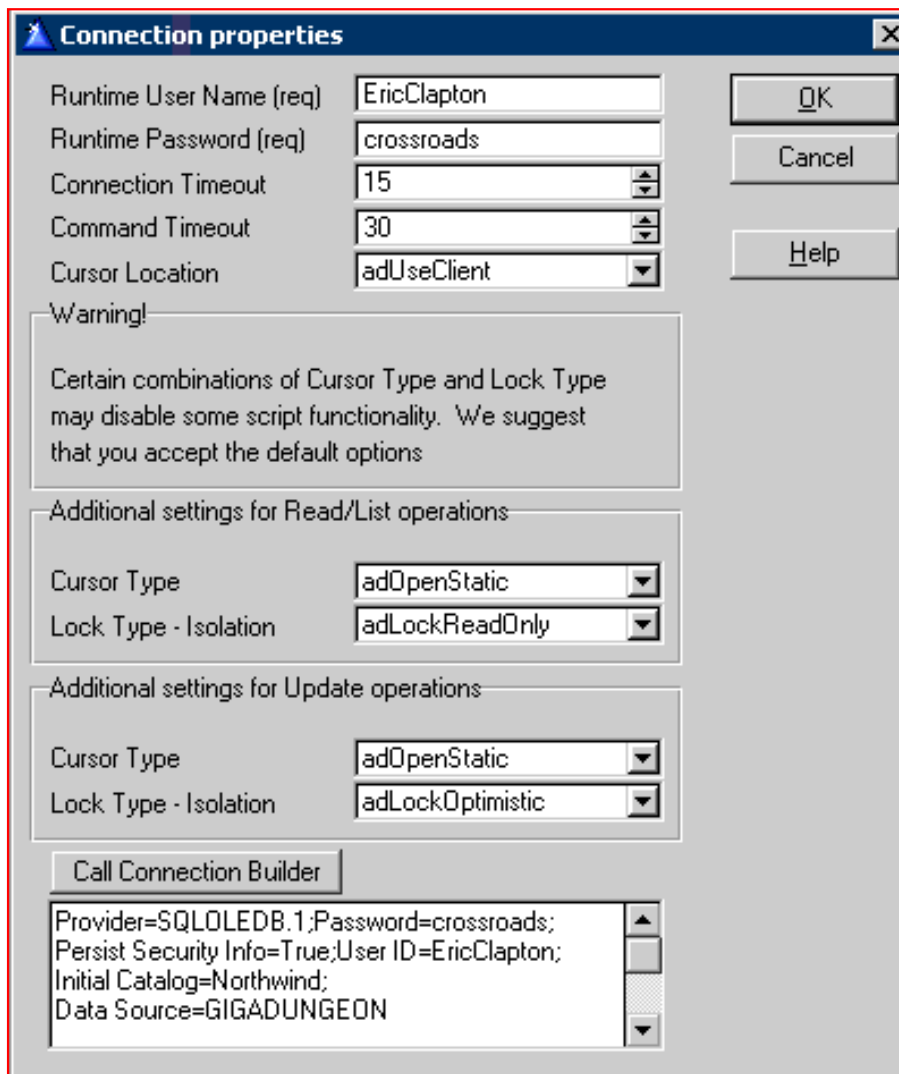 Connection properties
Runtime User Name (req) EricClapton
OK
Runtime Password (req) crossroads
Cancel
Connection Timeout 15
Command Timeout 30
Help
Cursor Location adUseClient
Warning!
Certain combinations of Cursor Type and Lock Type
may disable some script functionality. We suggest
that you accept the default options
Additional settings for Read/List operations
Cursor Type adOpenStatic
Lock Type - Isolation adLockReadOnly
Additional settings for Update operations
Cursor Type adOpenStatic
Lock Type - Isolation adLockOptimistic
Call Connection Builder
Provider=SQLOLEDB.1;Password=crossroads;
Persist Security Info=True;User ID=EricClapton;
Initial Catalog=Northwind;
Data Source=GIGADUNGEON